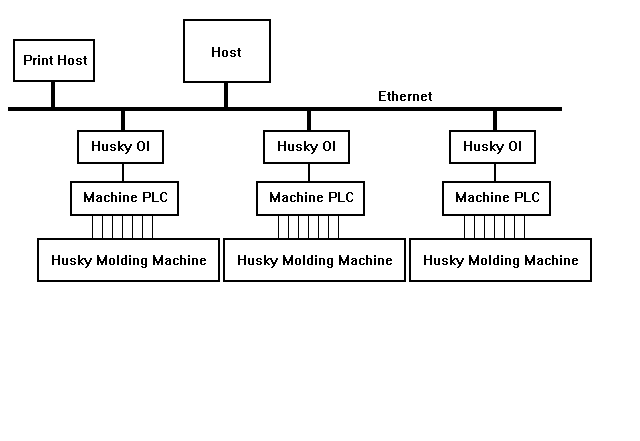 Print Host
Host
Ethernet
Husky OI
Husky OI
Husky OI
Machine PLC
Machine PLC
Machine PLC
Husky Molding Machine
Husky Molding Machine
Husky Molding Machine